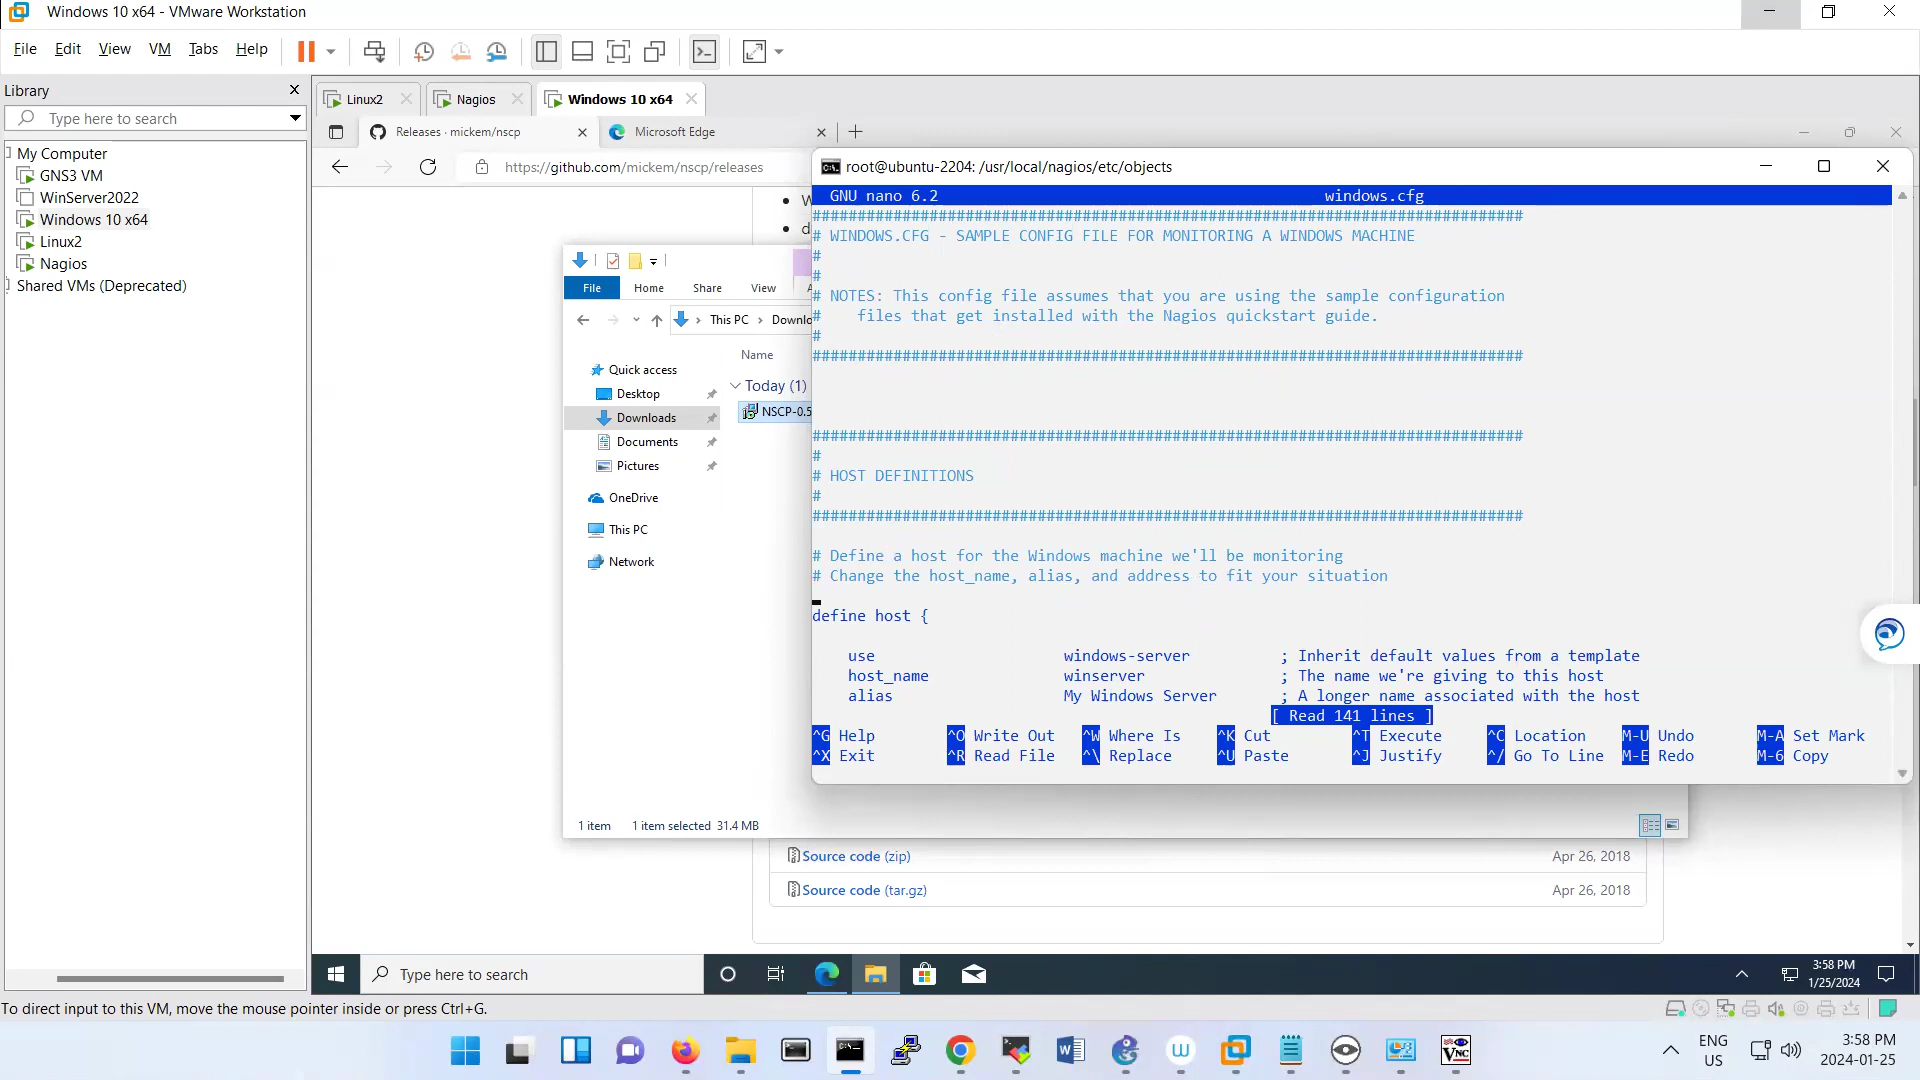 Windows 10 x64 - VMware Workstation
File Edit View VM Tabs Help
Library
Type here to search
My Computer
GNS3 VM
WinServer2022
Windows 10 x64
Linux2
Nagios
Shared VMs (Deprecated)
Linux2
Nagios
Windows 10 x64
Releases · mickem/nscp
Microsoft Edge
https://github.com/mickem/nscp/releases
File Home Share View
This PC
Name
Today (1)
NSCP-0.5
Quick access
Desktop
Downloads
Documents
Pictures
OneDrive
This PC
Network
1 item 1 item selected 31.4 MB
Source code (zip) Apr 26, 2018
Source code (tar.gz) Apr 26, 2018
root@ubuntu-2204: /usr/local/nagios/etc/objects
GNU nano 6.2 windows.cfg
###############################################################################
# WINDOWS.CFG - SAMPLE CONFIG FILE FOR MONITORING A WINDOWS MACHINE
#
#
# NOTES: This config file assumes that you are using the sample configuration
# files that get installed with the Nagios quickstart guide.
#
###############################################################################
###############################################################################
#
# HOST DEFINITIONS
#
###############################################################################
# Define a host for the Windows machine we'll be monitoring
# Change the host_name, alias, and address to fit your situation
define host {
use windows-server ; Inherit default values from a template
host_name winserver ; The name we're giving to this host
alias My Windows Server ; A longer name associated with the host
[ Read 141 lines ]
^G Help ^O Write Out ^W Where Is ^K Cut ^T Execute ^C Location M-U Undo M-A Set Mark
^X Exit ^R Read File ^\ Replace ^U Paste ^J Justify ^/ Go To Line M-E Redo M-6 Copy
Type here to search
3:58 PM
1/25/2024
To direct input to this VM, move the mouse pointer inside or press Ctrl+G.
ENG
US
3:58 PM
2024-01-25